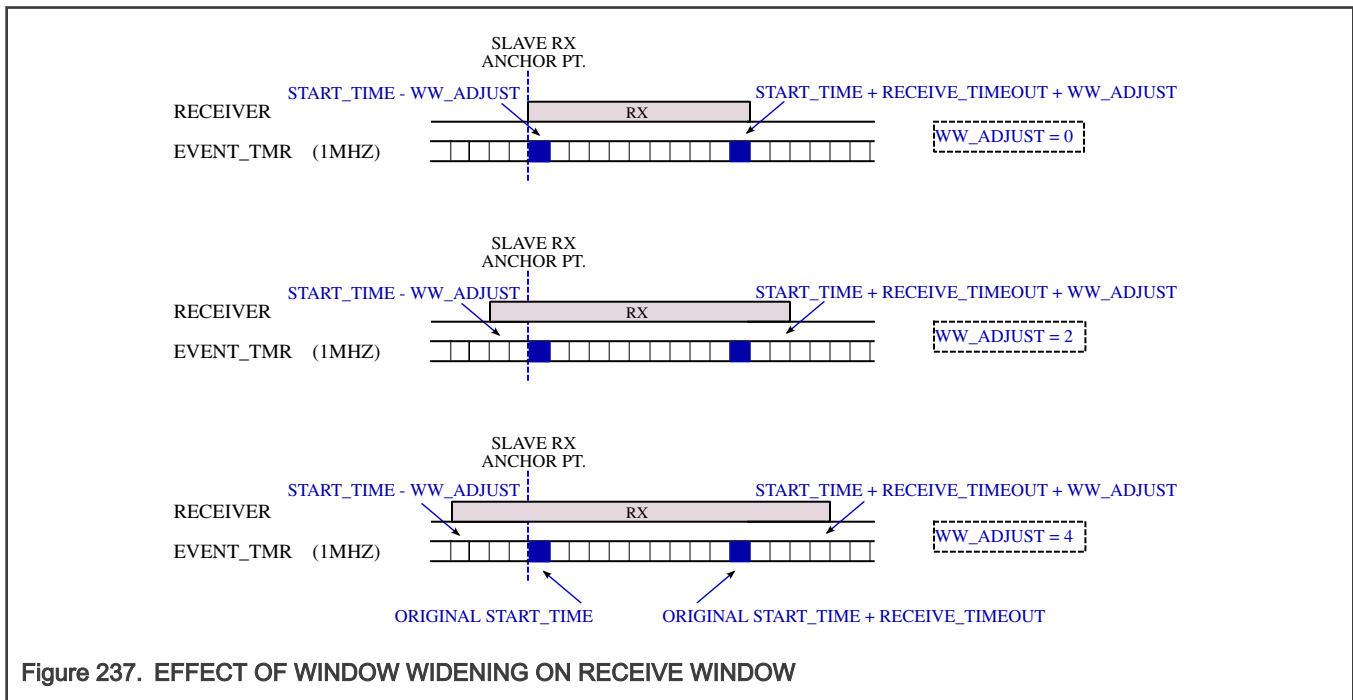 SLAVE RX
ANCHOR PT.
START_TIME - WW_ADJUST
START_TIME + RECEIVE_TIMEOUT + WW_ADJUST
RECEIVER
RX
WW_ADJUST = 0
EVENT_TMR (1MHZ)
SLAVE RX
ANCHOR PT.
START_TIME - WW_ADJUST
START_TIME + RECEIVE_TIMEOUT + WW_ADJUST
RECEIVER
RX
WW_ADJUST = 2
EVENT_TMR (1MHZ)
SLAVE RX
ANCHOR PT.
START_TIME - WW_ADJUST
START_TIME + RECEIVE_TIMEOUT + WW_ADJUST
RECEIVER
RX
WW_ADJUST = 4
EVENT_TMR (1MHZ)
ORIGINAL START_TIME
ORIGINAL START_TIME + RECEIVE_TIMEOUT
Figure 237. EFFECT OF WINDOW WIDENING ON RECEIVE WINDOW